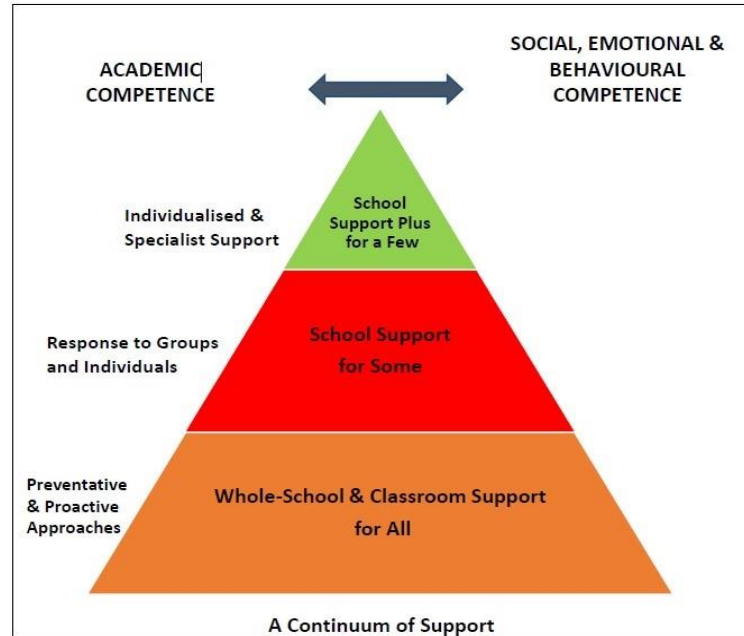 ACADEMIC
COMPETENCE
SOCIAL, EMOTIONAL &
BEHAVIOURAL
COMPETENCE
Individualised &
Specialist Support
School
Support Plus
for a Few
Response to Groups
and Individuals
School Support
for Some
Preventative
& Proactive
Approaches
Whole-School & Classroom Support
for All
A Continuum of Support